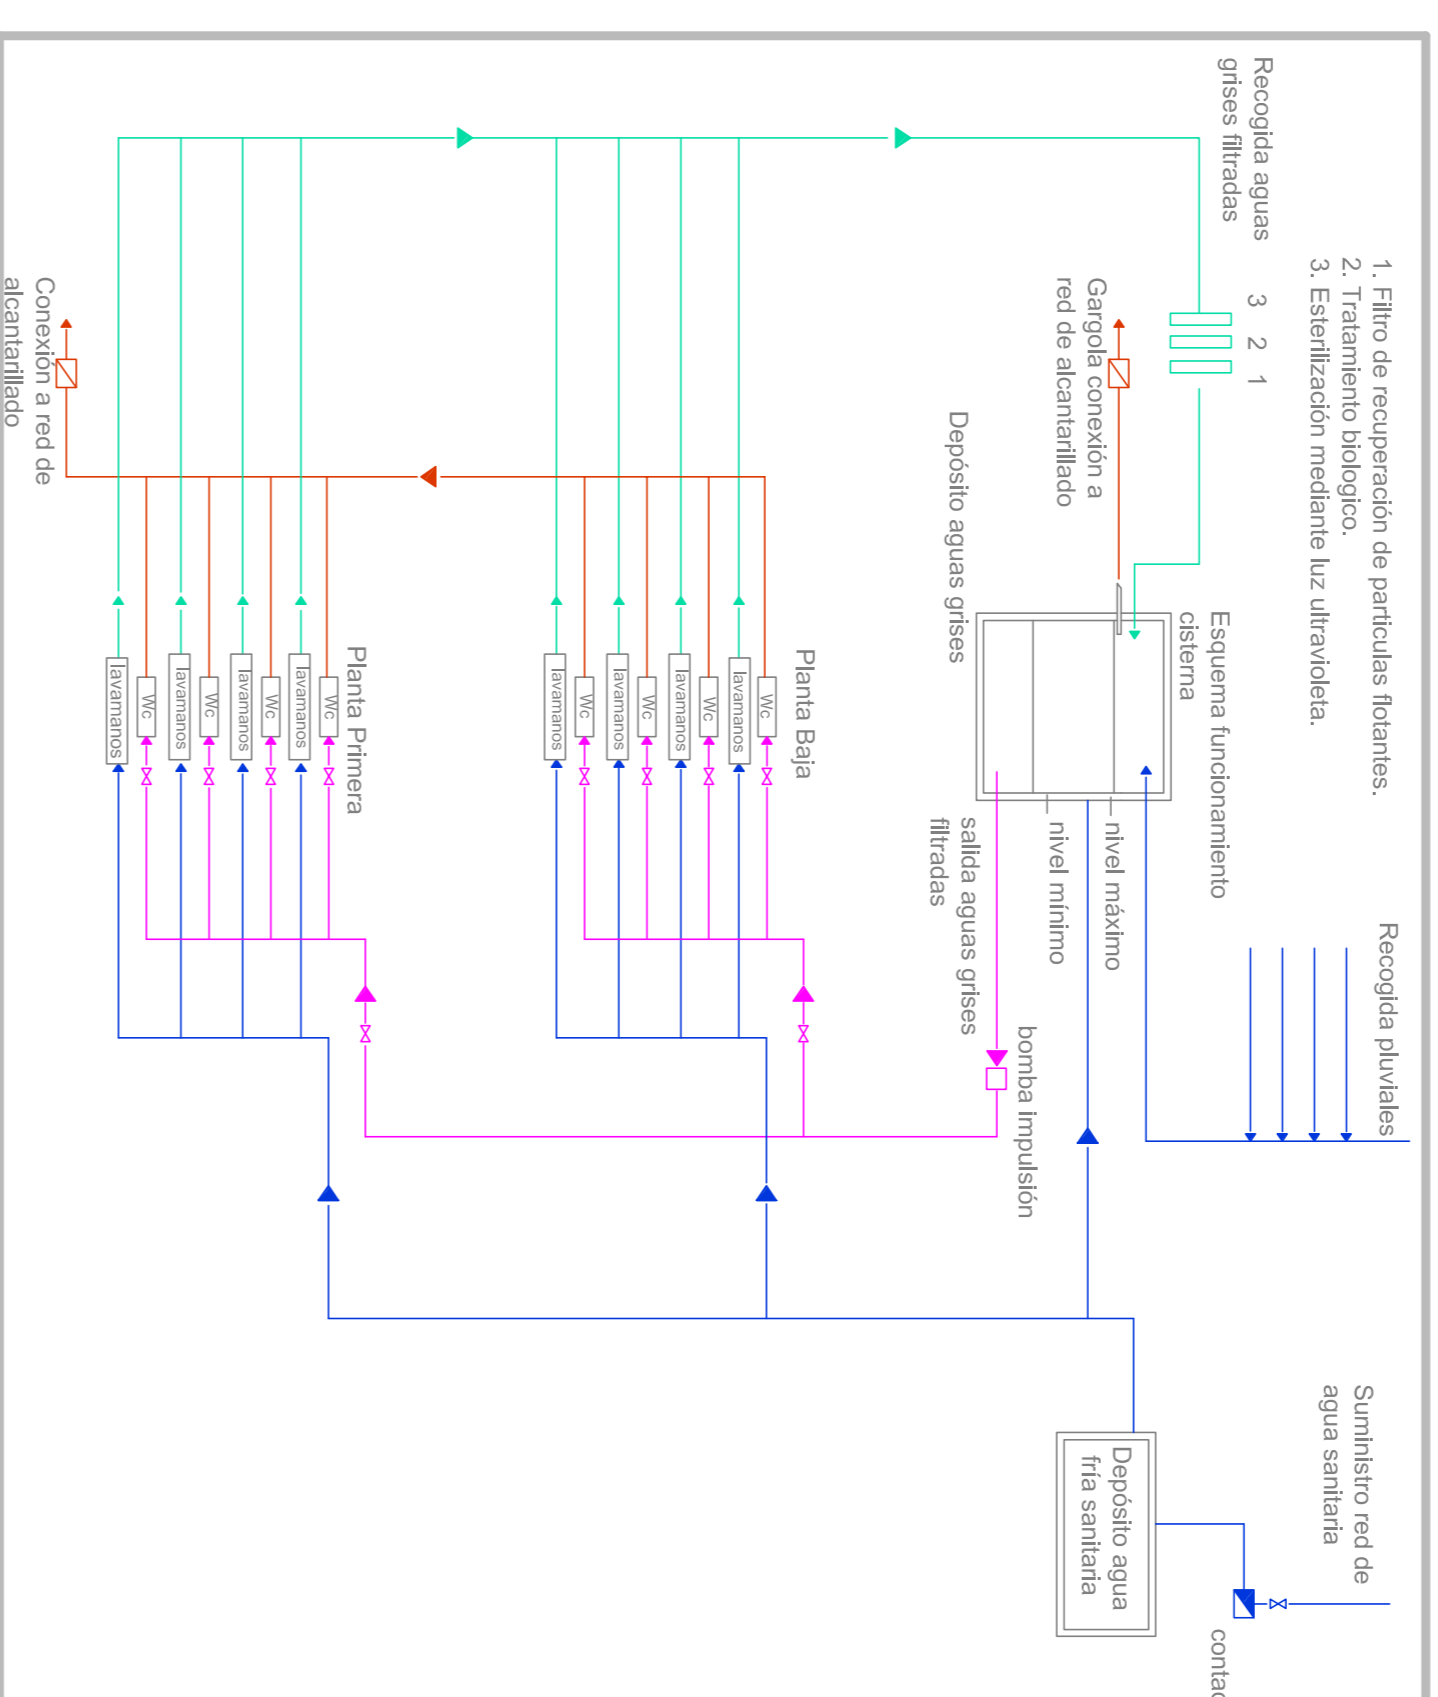 1. Filtro de recuperación de particulas flotantes.
2. Tratamiento biologico.
3. Esterilización mediante luz ultravioleta.
Recogida aguas
grises filtradas
3 2 1
Recogida pluviales
Suministro red de
agua sanitaria
Gargola conexión a
red de alcantarillado
Esquema funcionamiento
cisterna
nivel máximo
nivel mínimo
Depósito aguas grises
salida aguas grises
filtradas
bomba impulsión
Depósito agua
fría sanitaria
Planta Baja
Wc
lavamanos
Wc
lavamanos
Wc
lavamanos
Wc
lavamanos
Planta Primera
Wc
lavamanos
Wc
lavamanos
Wc
lavamanos
Wc
lavamanos
Conexión a red de
alcantarillado